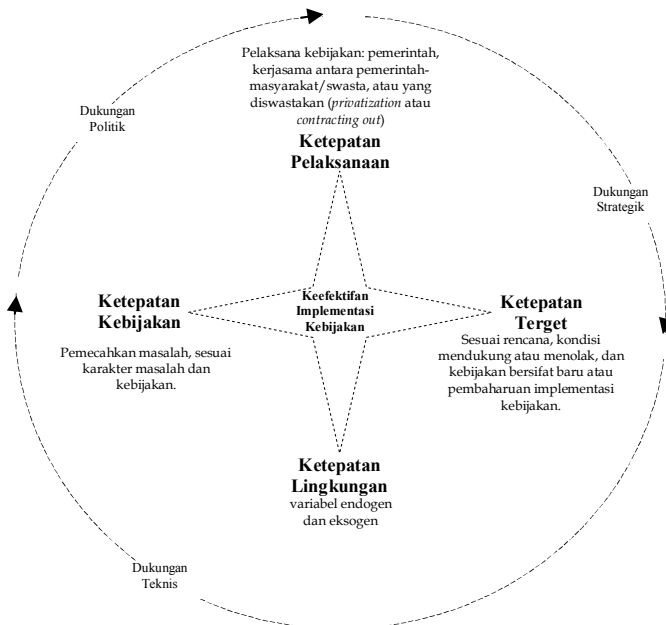 Pelaksana kebijakan: pemerintah,
kerjasama antara pemerintah-
masyarakat/swasta, atau yang
diswastakan (privatization atau
contracting out)
Ketepatan
Pelaksanaan
Dukungan
Politik
Dukungan
Strategik
Ketepatan
Kebijakan
Pemecahkan masalah, sesuai
karakter masalah dan
kebijakan.
Keefektifan
Implementasi
Kebijakan
Ketepatan
Terget
Sesuai rencana, kondisi
mendukung atau menolak, dan
kebijakan bersifat baru atau
pembaharuan implementasi
kebijakan.
Ketepatan
Lingkungan
variabel endogen
dan eksogen
Dukungan
Teknis